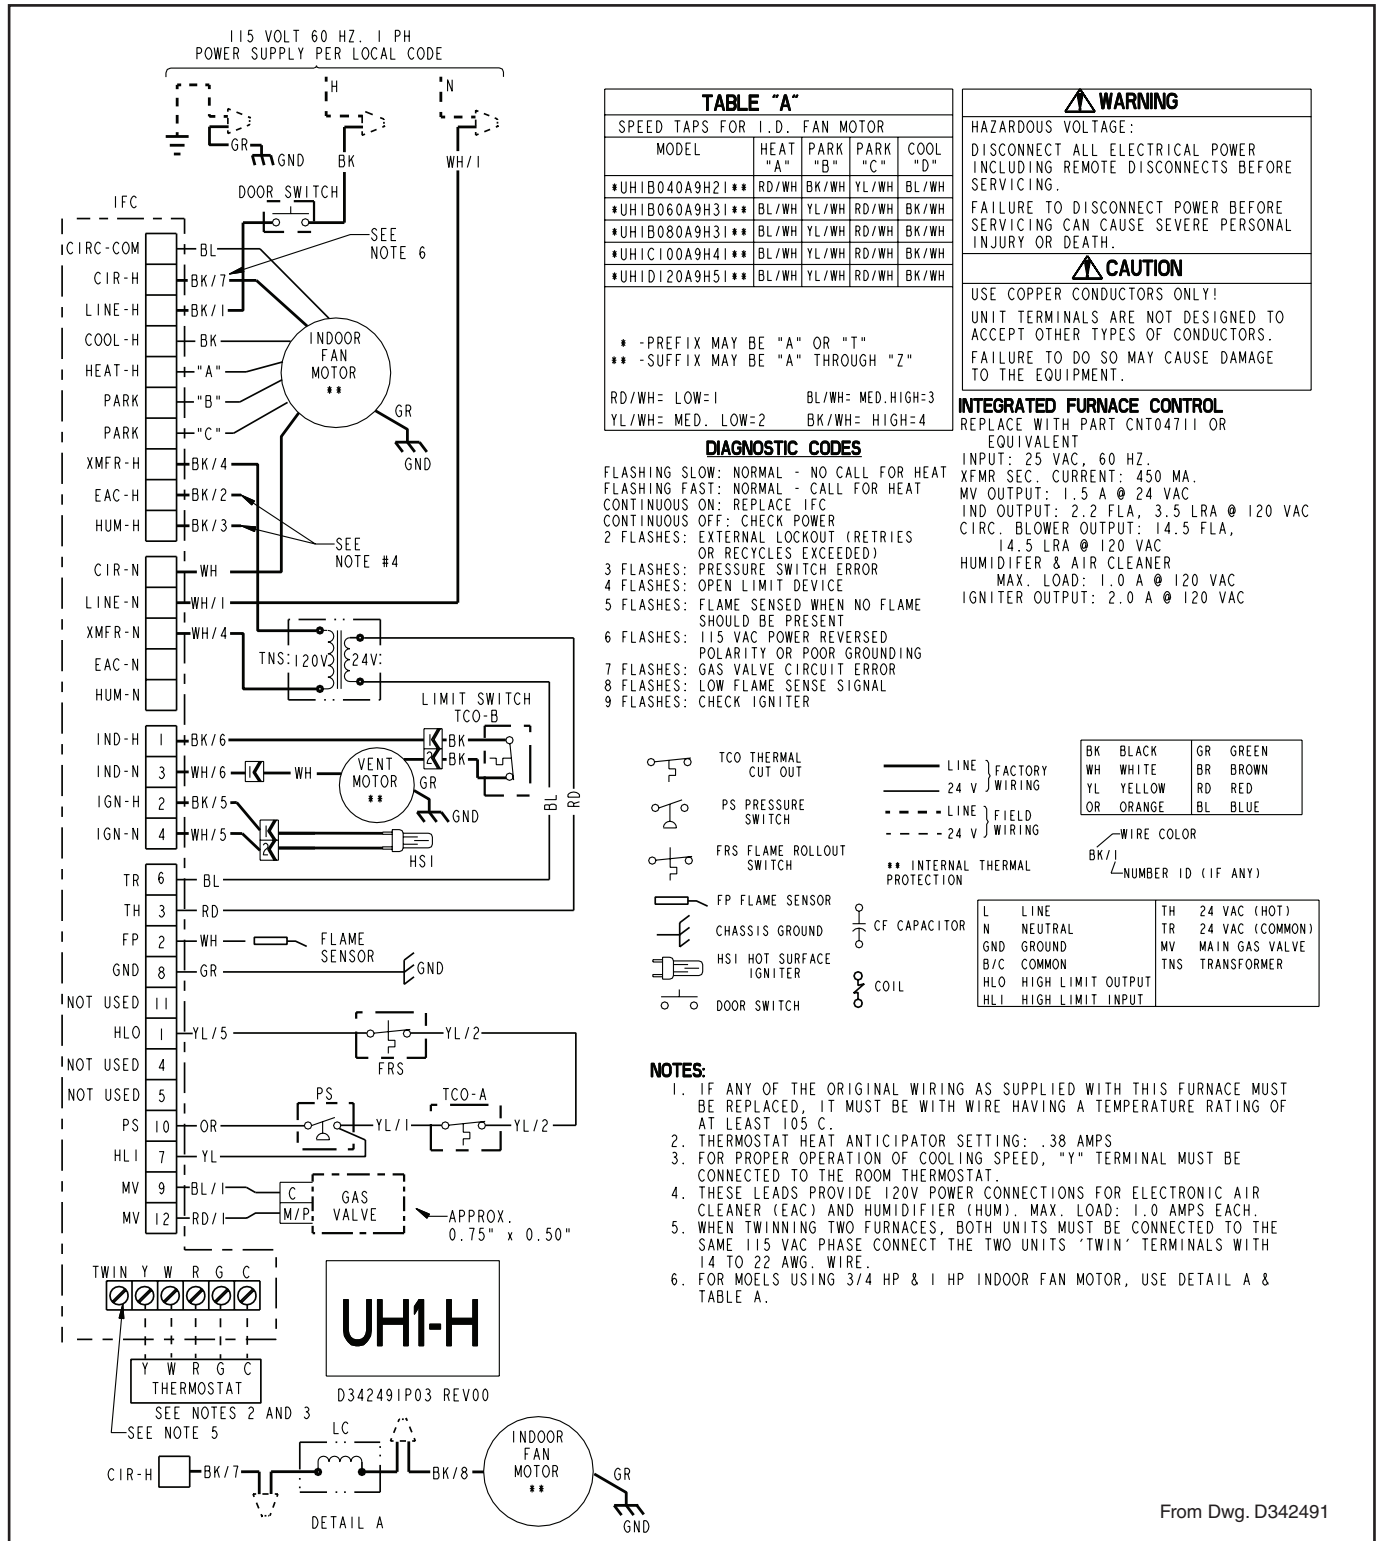 115 VOLT 60 HZ. 1 PH
POWER SUPPLY PER LOCAL CODE
H
N
GR
GND
BK
WH/1
DOOR SWITCH
IFC
CIRC-COM
BL
SEE
NOTE 6
CIR-H
BK/7
LINE-H
BK/1
COOL-H
BK
HEAT-H
"A"
PARK
"B"
PARK
"C"
INDOOR
FAN
MOTOR
**
GR
GND
XMFR-H
BK/4
EAC-H
BK/2
HUM-H
BK/3
SEE
NOTE #4
CIR-N
WH
LINE-N
WH/1
XMFR-N
WH/4
EAC-N
HUM-N
TNS: 120V 24V:
LIMIT SWITCH
TCO-B
IND-H 1 BK/6
1 BK
2 BK
IND-N 3 WH/6 1 WH
VENT
MOTOR
**
GR
GND
IGN-H 2 BK/5
1
IGN-N 4 WH/5
2
HSI
BL
RD
TR 6 BL
TH 3 RD
FP 2 WH
FLAME
SENSOR
GND 8 GR
GND
NOT USED 11
HLO 1 YL/5
YL/2
FRS
NOT USED 4
NOT USED 5
PS
TCO-A
PS 10 OR
YL/1
YL/2
HLI 7 YL
MV 9 BL/1
C
MV 12 RD/1
M/P
GAS
VALVE
APPROX.
0.75" x 0.50"
TWIN Y W R G C
Y W R G C
THERMOSTAT
SEE NOTES 2 AND 3
SEE NOTE 5
UH1-H
D342491P03 REV00
CIR-H
BK/7
LC
BK/8
INDOOR
FAN
MOTOR
**
GR
GND
DETAIL A
TABLE "A"
SPEED TAPS FOR I.D. FAN MOTOR
MODEL HEAT "A" PARK "B" PARK "C" COOL "D"
*UH1B040A9H21** RD/WH BK/WH YL/WH BL/WH
*UH1B060A9H31** BL/WH YL/WH RD/WH BK/WH
*UH1B080A9H31** BL/WH YL/WH RD/WH BK/WH
*UH1C100A9H41** BL/WH YL/WH RD/WH BK/WH
*UH1D120A9H51** BL/WH YL/WH RD/WH BK/WH
* -PREFIX MAY BE "A" OR "T"
** -SUFFIX MAY BE "A" THROUGH "Z"
RD/WH= LOW=1 BL/WH= MED.HIGH=3
YL/WH= MED. LOW=2 BK/WH= HIGH=4
WARNING
HAZARDOUS VOLTAGE:
DISCONNECT ALL ELECTRICAL POWER
INCLUDING REMOTE DISCONNECTS BEFORE
SERVICING.
FAILURE TO DISCONNECT POWER BEFORE
SERVICING CAN CAUSE SEVERE PERSONAL
INJURY OR DEATH.
CAUTION
USE COPPER CONDUCTORS ONLY!
UNIT TERMINALS ARE NOT DESIGNED TO
ACCEPT OTHER TYPES OF CONDUCTORS.
FAILURE TO DO SO MAY CAUSE DAMAGE
TO THE EQUIPMENT.
INTEGRATED FURNACE CONTROL
REPLACE WITH PART CNT04711 OR
EQUIVALENT
INPUT: 25 VAC, 60 HZ.
XFMR SEC. CURRENT: 450 MA.
MV OUTPUT: 1.5 A @ 24 VAC
IND OUTPUT: 2.2 FLA, 3.5 LRA @ 120 VAC
CIRC. BLOWER OUTPUT: 14.5 FLA,
14.5 LRA @ 120 VAC
HUMIDIFER & AIR CLEANER
MAX. LOAD: 1.0 A @ 120 VAC
IGNITER OUTPUT: 2.0 A @ 120 VAC
DIAGNOSTIC CODES
FLASHING SLOW: NORMAL - NO CALL FOR HEAT
FLASHING FAST: NORMAL - CALL FOR HEAT
CONTINUOUS ON: REPLACE IFC
CONTINUOUS OFF: CHECK POWER
2 FLASHES: EXTERNAL LOCKOUT (RETRIES
OR RECYCLES EXCEEDED)
3 FLASHES: PRESSURE SWITCH ERROR
4 FLASHES: OPEN LIMIT DEVICE
5 FLASHES: FLAME SENSED WHEN NO FLAME
SHOULD BE PRESENT
6 FLASHES: 115 VAC POWER REVERSED
POLARITY OR POOR GROUNDING
7 FLASHES: GAS VALVE CIRCUIT ERROR
8 FLASHES: LOW FLAME SENSE SIGNAL
9 FLASHES: CHECK IGNITER
TCO THERMAL
CUT OUT
PS PRESSURE
SWITCH
FRS FLAME ROLLOUT
SWITCH
FP FLAME SENSOR
CHASSIS GROUND
HSI HOT SURFACE
IGNITER
DOOR SWITCH
LINE
24 V
FACTORY
WIRING
LINE
24 V
FIELD
WIRING
** INTERNAL THERMAL
PROTECTION
CF CAPACITOR
COIL
BK BLACK GR GREEN
WH WHITE BR BROWN
YL YELLOW RD RED
OR ORANGE BL BLUE
WIRE COLOR
BK/1
NUMBER ID (IF ANY)
L LINE TH 24 VAC (HOT)
N NEUTRAL TR 24 VAC (COMMON)
GND GROUND MV MAIN GAS VALVE
B/C COMMON TNS TRANSFORMER
HLO HIGH LIMIT OUTPUT
HLI HIGH LIMIT INPUT
NOTES:
1. IF ANY OF THE ORIGINAL WIRING AS SUPPLIED WITH THIS FURNACE MUST
BE REPLACED, IT MUST BE WITH WIRE HAVING A TEMPERATURE RATING OF
AT LEAST 105 C.
2. THERMOSTAT HEAT ANTICIPATOR SETTING: .38 AMPS
3. FOR PROPER OPERATION OF COOLING SPEED, "Y" TERMINAL MUST BE
CONNECTED TO THE ROOM THERMOSTAT.
4. THESE LEADS PROVIDE 120V POWER CONNECTIONS FOR ELECTRONIC AIR
CLEANER (EAC) AND HUMIDIFIER (HUM). MAX. LOAD: 1.0 AMPS EACH.
5. WHEN TWINNING TWO FURNACES, BOTH UNITS MUST BE CONNECTED TO THE
SAME 115 VAC PHASE CONNECT THE TWO UNITS 'TWIN' TERMINALS WITH
14 TO 22 AWG. WIRE.
6. FOR MOELS USING 3/4 HP & 1 HP INDOOR FAN MOTOR, USE DETAIL A &
TABLE A.
From Dwg. D342491